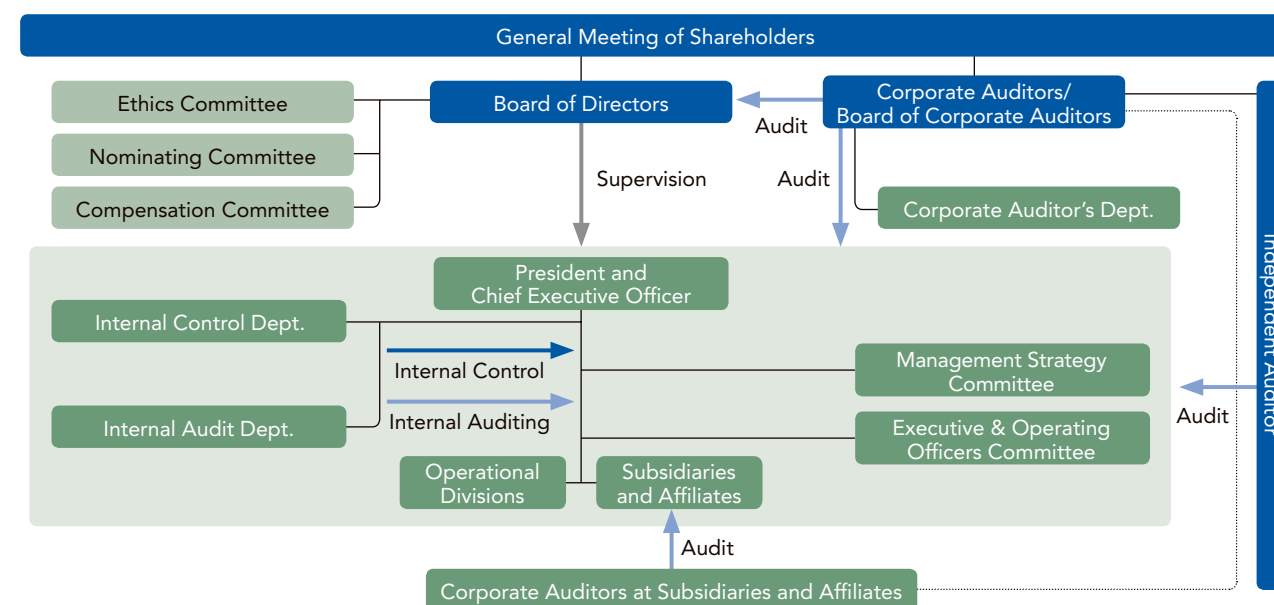 General Meeting of Shareholders
Ethics Committee
Board of Directors
Corporate Auditors/
Board of Corporate Auditors
Audit
Nominating Committee
Supervision
Audit
Compensation Committee
Corporate Auditor's Dept.
Independent Auditor
President and
Chief Executive Officer
Internal Control Dept.
Internal Control
Management Strategy
Committee
Audit
Internal Audit Dept.
Internal Auditing
Executive & Operating
Officers Committee
Operational
Divisions
Subsidiaries
and Affiliates
Audit
Corporate Auditors at Subsidiaries and Affiliates